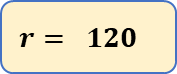 r = 120